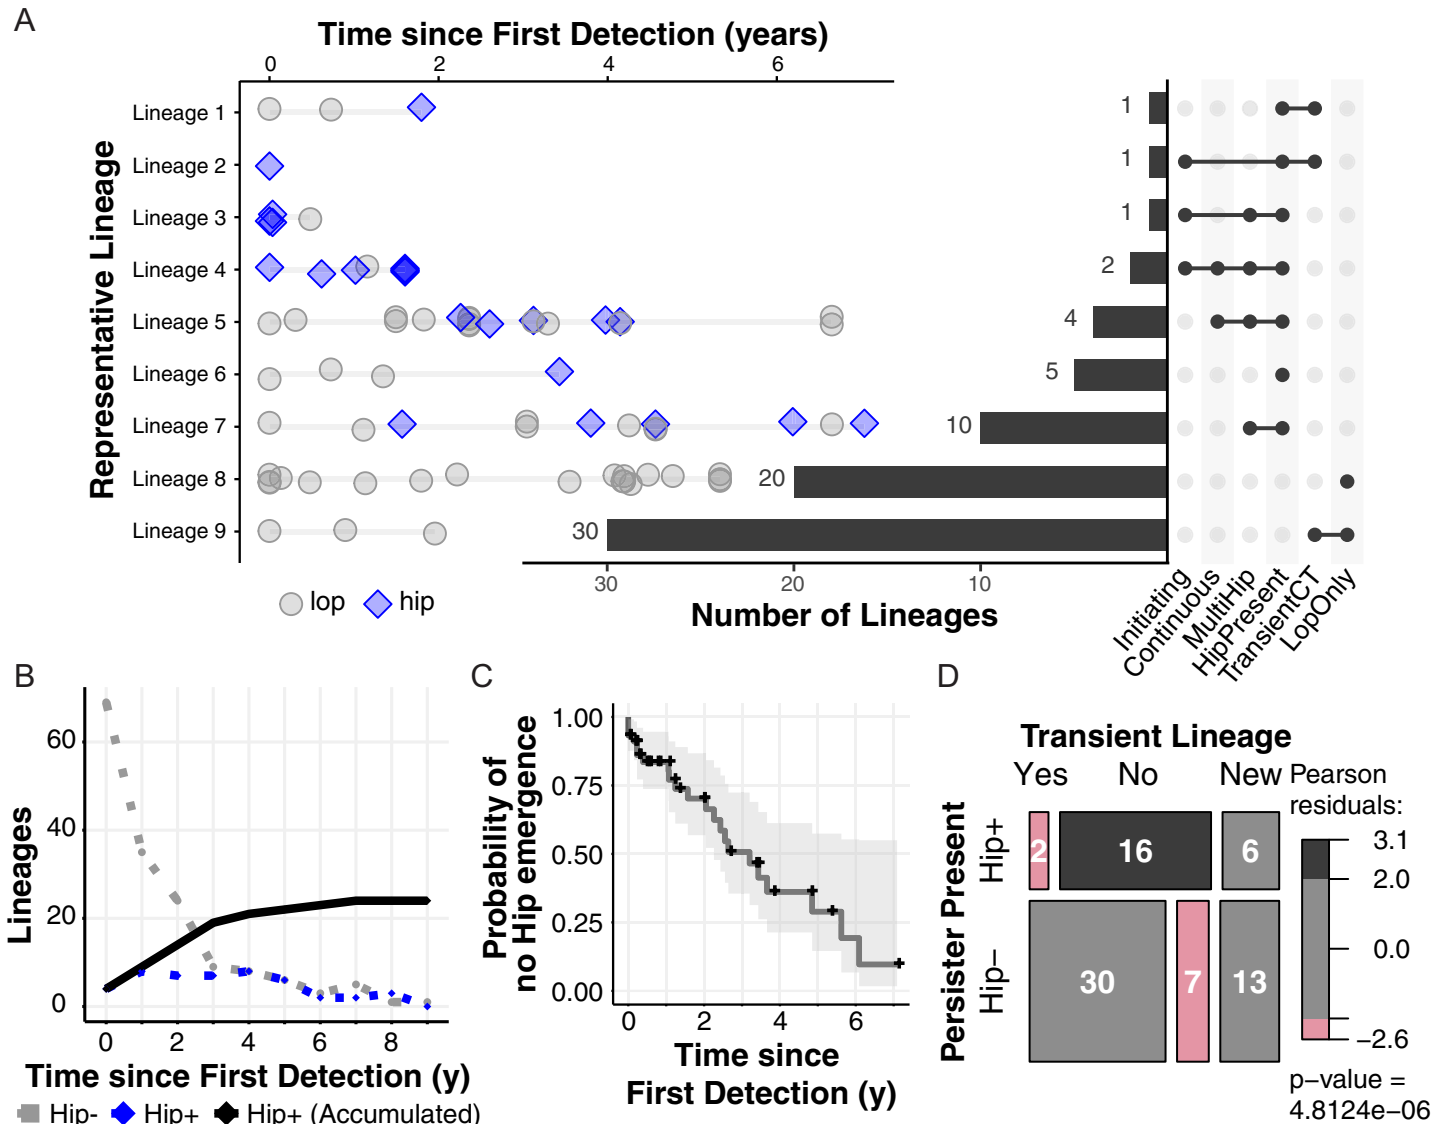 A
Time since First Detection (years)
0 2 4 6
Representative Lineage
Lineage 1
Lineage 2
Lineage 3
Lineage 4
Lineage 5
Lineage 6
Lineage 7
Lineage 8
Lineage 9
1
1
1
2
4
5
10
20
30
lop hip
30 20 10
Number of Lineages
Initiating
Continuous
MultiHip
HipPresent
TransientCT
LopOnly
B
Lineages
60
40
20
0
0 2 4 6 8
Time since First Detection (y)
Hip- Hip+ Hip+ (Accumulated)
C
Probability of
no Hip emergence
1.00
0.75
0.50
0.25
0.00
0 2 4 6
Time since
First Detection (y)
D
Transient Lineage
Yes No New
Persister Present
Hip+
Hip−
2 16 6
30 7 13
Pearson
residuals:
3.1
2.0
0.0
−2.6
p−value =
4.8124e−06